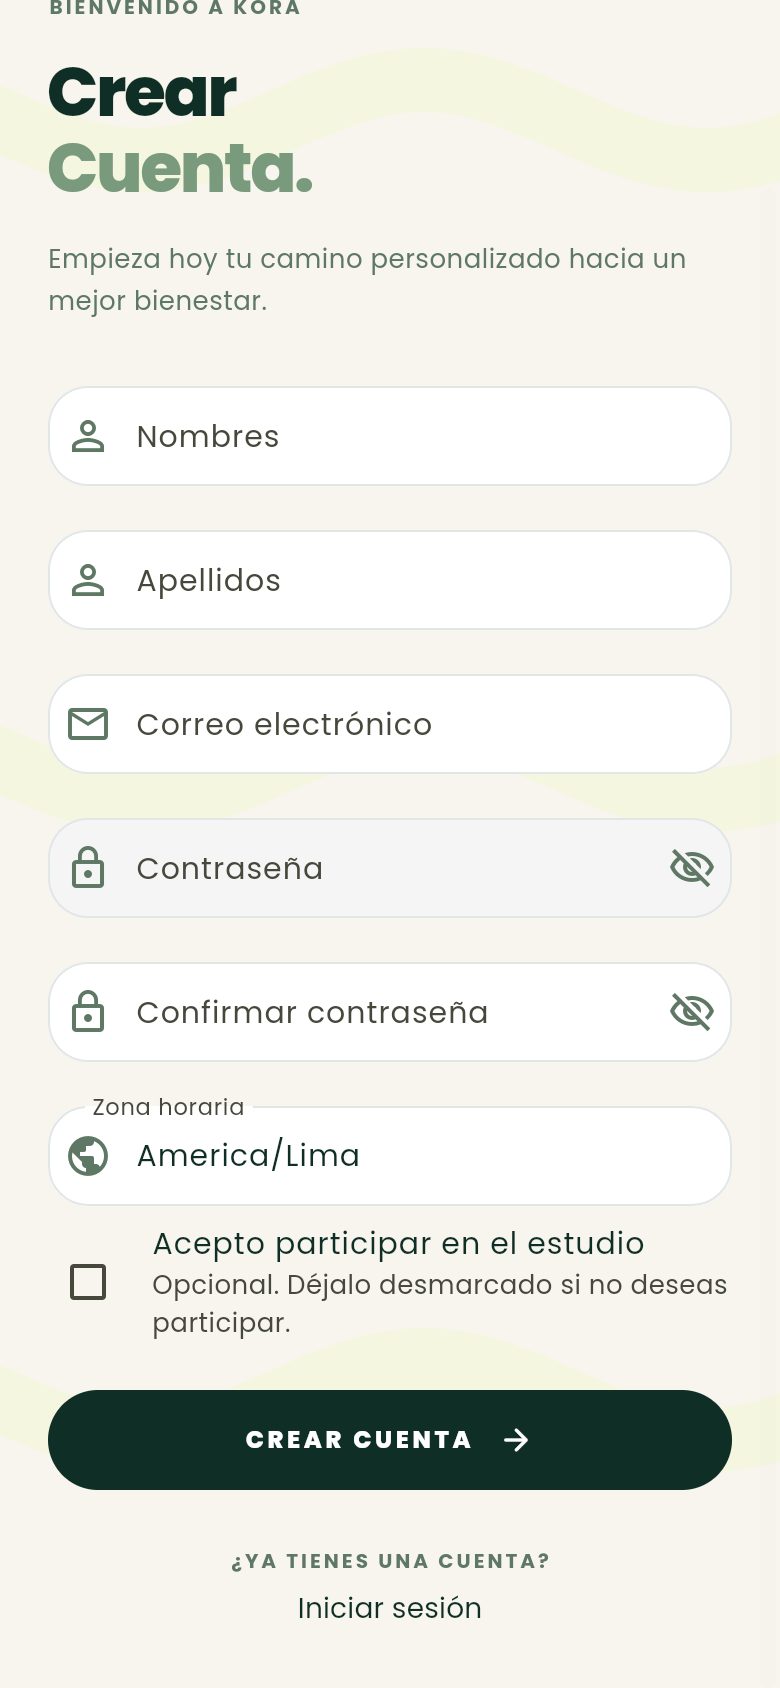 BIENVENIDO A KORA
Crear
Cuenta.
Empieza hoy tu camino personalizado hacia un
mejor bienestar.
Nombres
Apellidos
Correo electrónico
Contraseña
Confirmar contraseña
Zona horaria
America/Lima
Acepto participar en el estudio
Opcional. Déjalo desmarcado si no deseas
participar.
CREAR CUENTA
¿YA TIENES UNA CUENTA?
Iniciar sesión